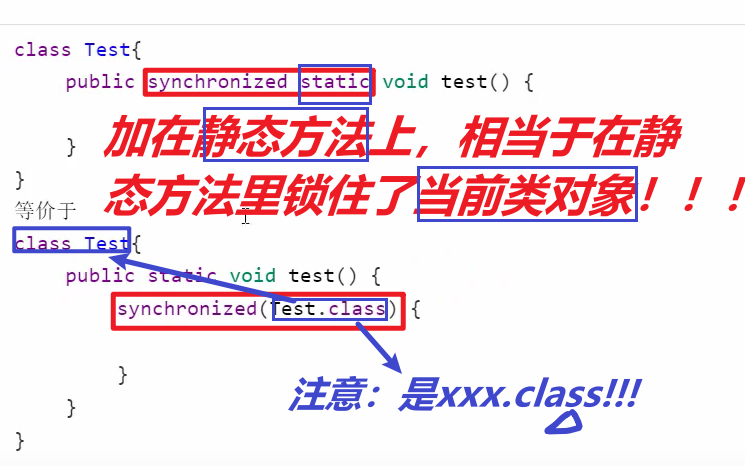 class Test{
public synchronized static void test() {
加在静态方法上，相当于在静
}
态方法里锁住了当前类对象！！！
}
等价于
class Test{
public static void test() {
synchronized(Test.class) {
}
注意：是xxx.class!!!
}
}